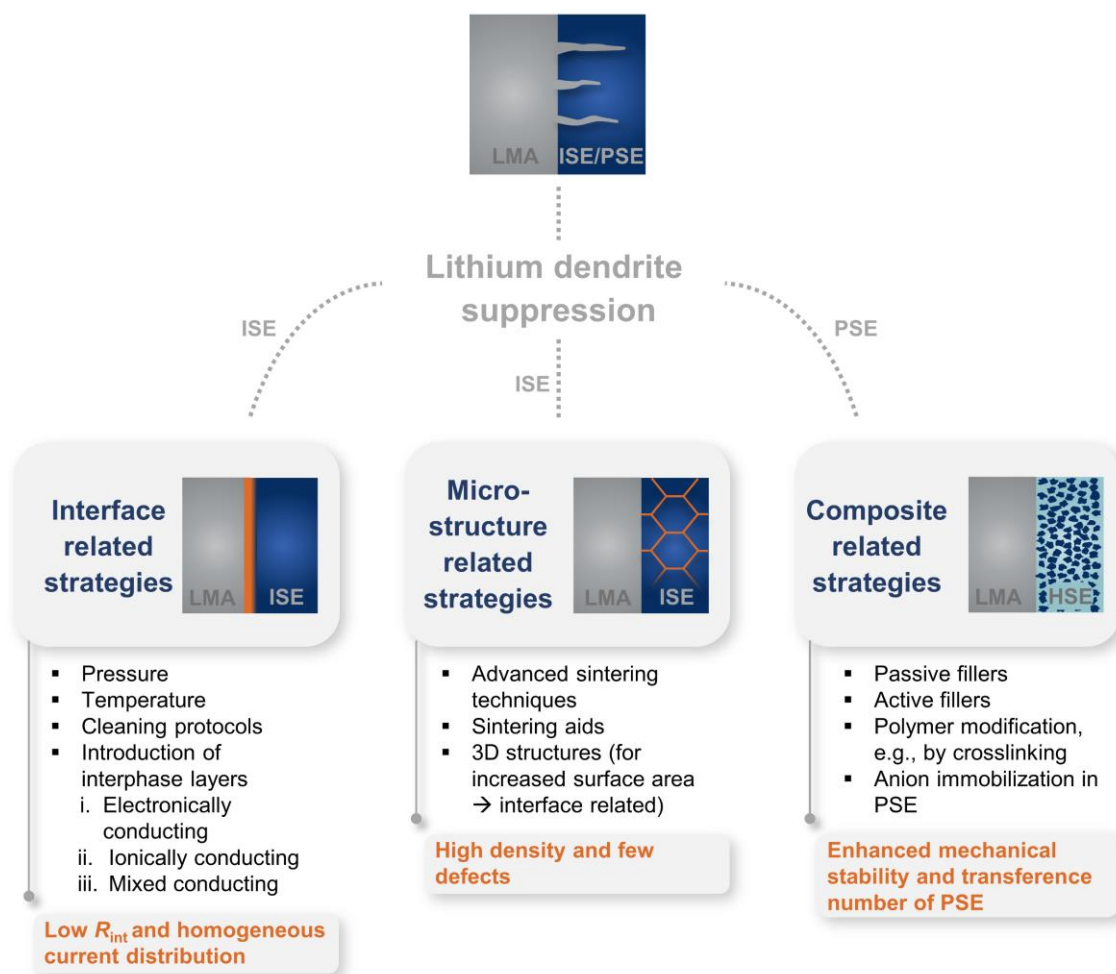 LMA
ISE/PSE
Lithium dendrite
suppression
ISE
ISE
PSE
Interface
related
strategies
LMA
ISE
▪ Pressure
▪ Temperature
▪ Cleaning protocols
▪ Introduction of
interphase layers
i. Electronically
conducting
ii. Ionically conducting
iii. Mixed conducting
Low Rint and homogeneous
current distribution
Micro-
structure
related
strategies
LMA
ISE
▪ Advanced sintering
techniques
▪ Sintering aids
▪ 3D structures (for
increased surface area
→ interface related)
High density and few
defects
Composite
related
strategies
LMA
HSE
▪ Passive fillers
▪ Active fillers
▪ Polymer modification,
e.g., by crosslinking
▪ Anion immobilization in
PSE
Enhanced mechanical
stability and transference
number of PSE